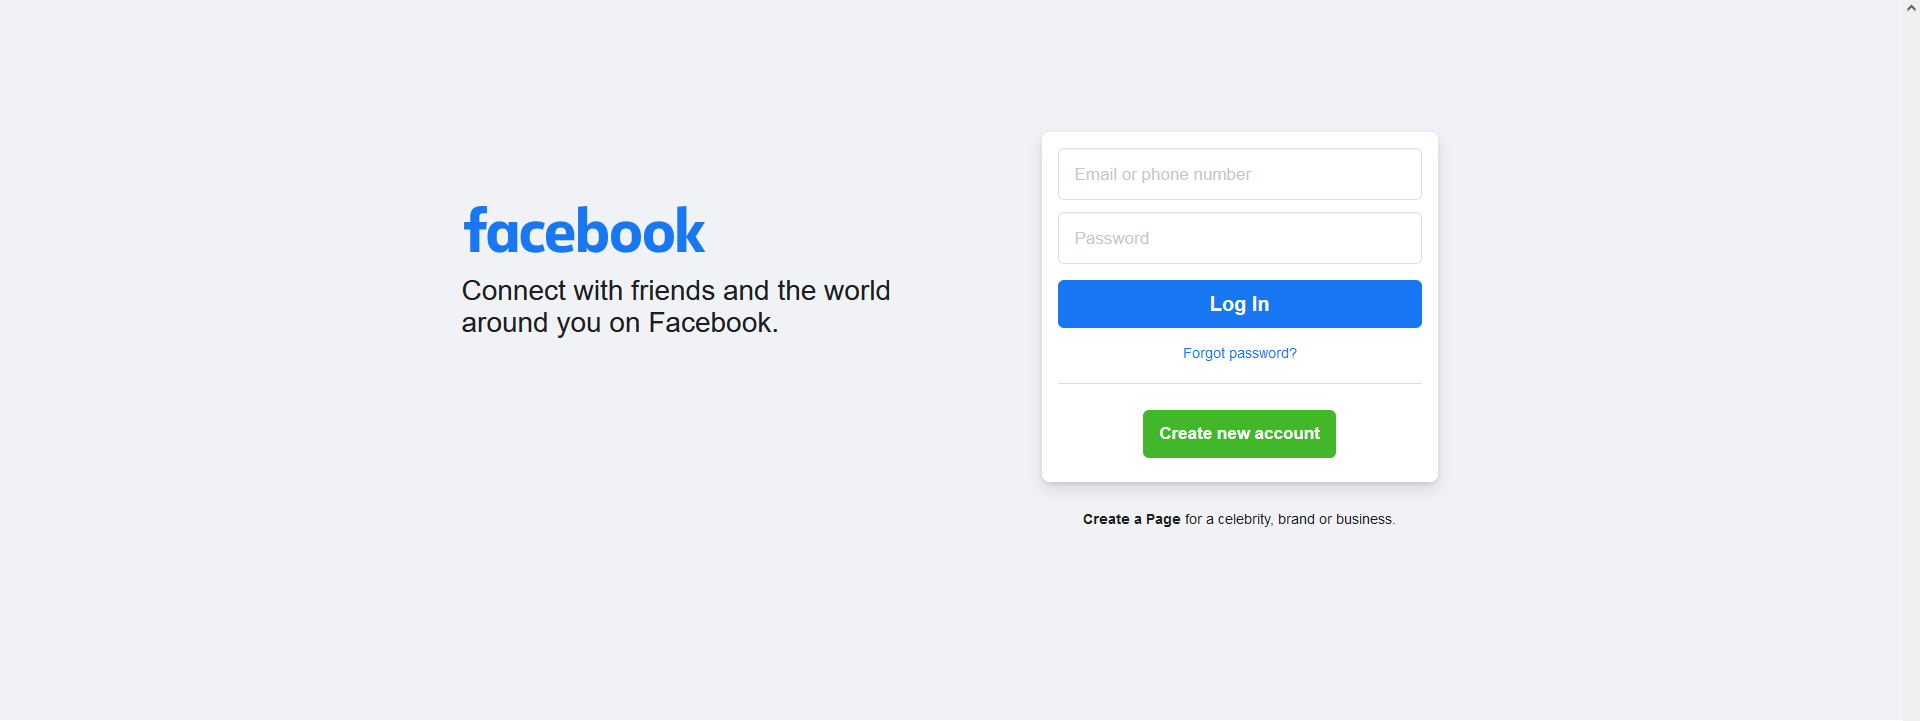 facebook
Connect with friends and the world
around you on Facebook.
Email or phone number
Password
Log In
Forgot password?
Create new account
Create a Page for a celebrity, brand or business.